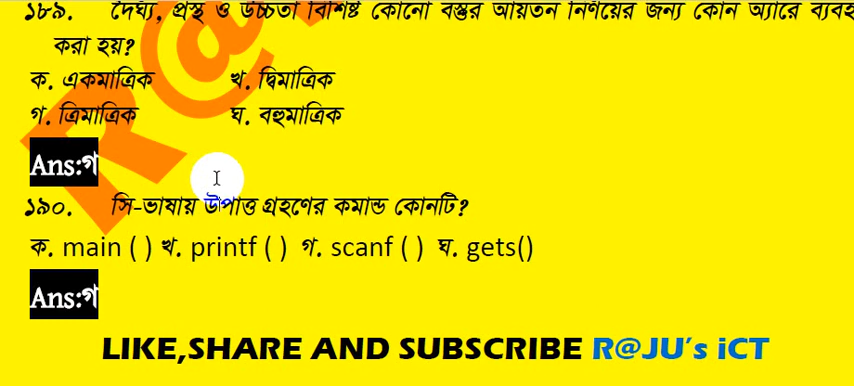 ১৮৯. দৈর্ঘ্য, প্রস্থ ও উচ্চতা বিশিষ্ট কোনো বস্তুর আয়তন নির্ণয়ের জন্য কোন অ্যারে ব্যবহ
করা হয়?
ক. একমাত্রিক খ. দ্বিমাত্রিক
গ. ত্রিমাত্রিক ঘ. বহুমাত্রিক
Ans:গ
১৯০. সি-ভাষায় উপাত্ত গ্রহণের কমান্ড কোনটি?
ক. main ( ) খ. printf ( ) গ. scanf ( ) ঘ. gets()
Ans:গ
LIKE,SHARE AND SUBSCRIBE R@JU's iCT